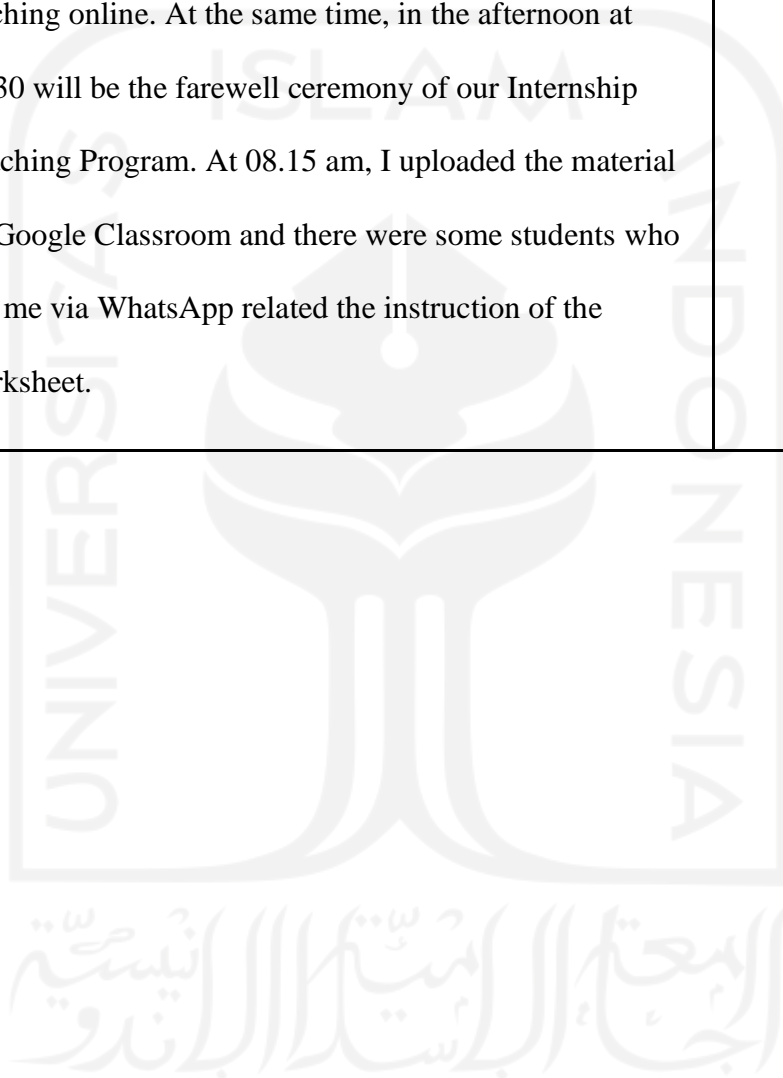 ching online. At the same time, in the afternoon at
30 will be the farewell ceremony of our Internship
ching Program. At 08.15 am, I uploaded the material
Google Classroom and there were some students who
me via WhatsApp related the instruction of the
rksheet.
UNIVERSITAS
ISLAM
INDONESIA